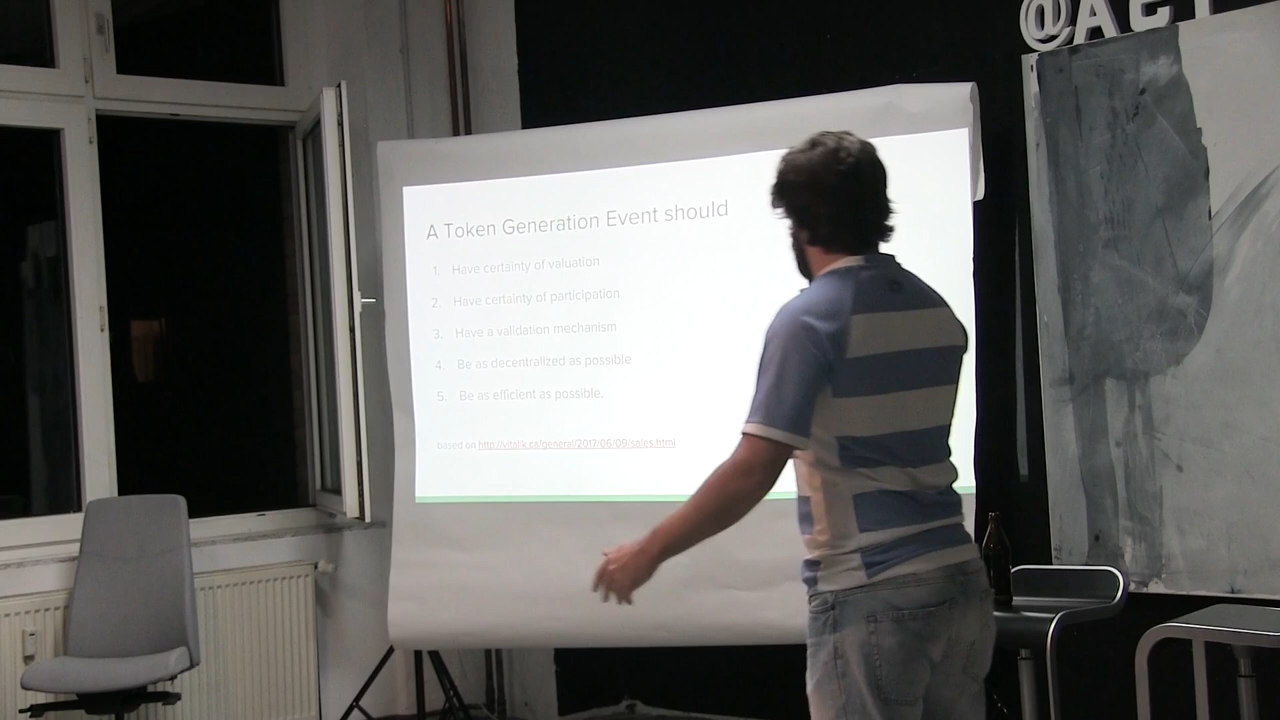 @ACT
A Token Generation Event should
1. Have certainty of valuation
2. Have certainty of participation
3. Have a validation mechanism
4. Be as decentralized as possible
5. Be as efficient as possible.
based on http://vitalik.ca/general/2017/06/09/sales.html